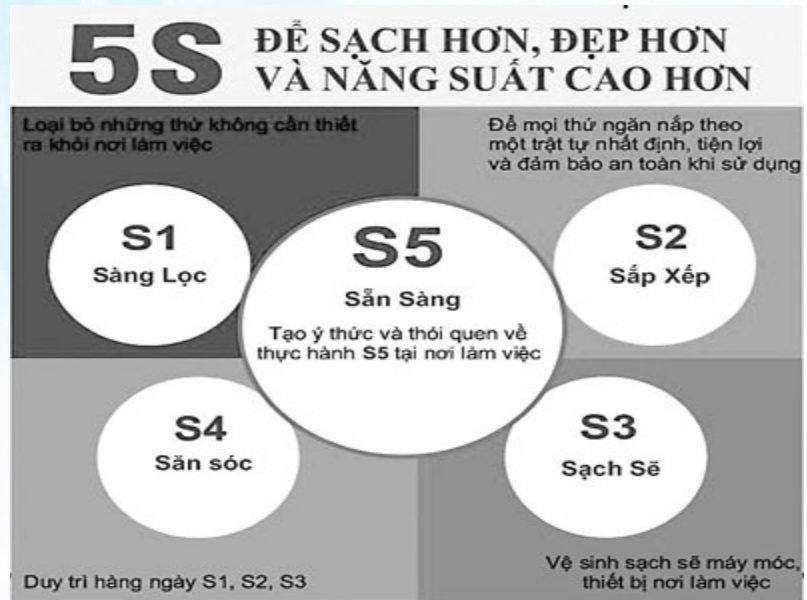 5S ĐỂ SẠCH HƠN, ĐẸP HƠN
VÀ NĂNG SUẤT CAO HƠN
Loại bỏ những thứ không cần thiết
ra khỏi nơi làm việc
S1
Sàng Lọc
Để mọi thứ ngăn nắp theo
một trật tự nhất định, tiện lợi
và đảm bảo an toàn khi sử dụng
S2
Sắp Xếp
S5
Sẵn Sàng
Tạo ý thức và thói quen về
thực hành S5 tại nơi làm việc
S4
Săn sóc
Duy trì hàng ngày S1, S2, S3
S3
Sạch Sẽ
Vệ sinh sạch sẽ máy móc,
thiết bị nơi làm việc